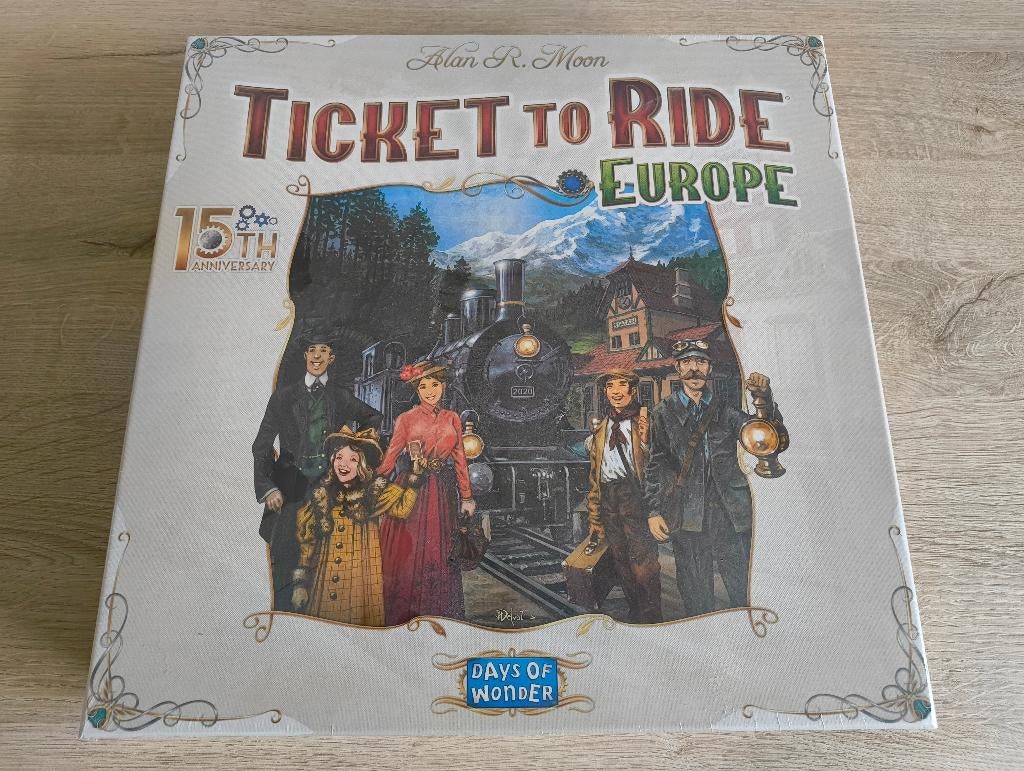 Alan R. Moon
TICKET TO RIDE
EUROPE
15TH
ANNIVERSARY
2020
DAYS OF
WONDER